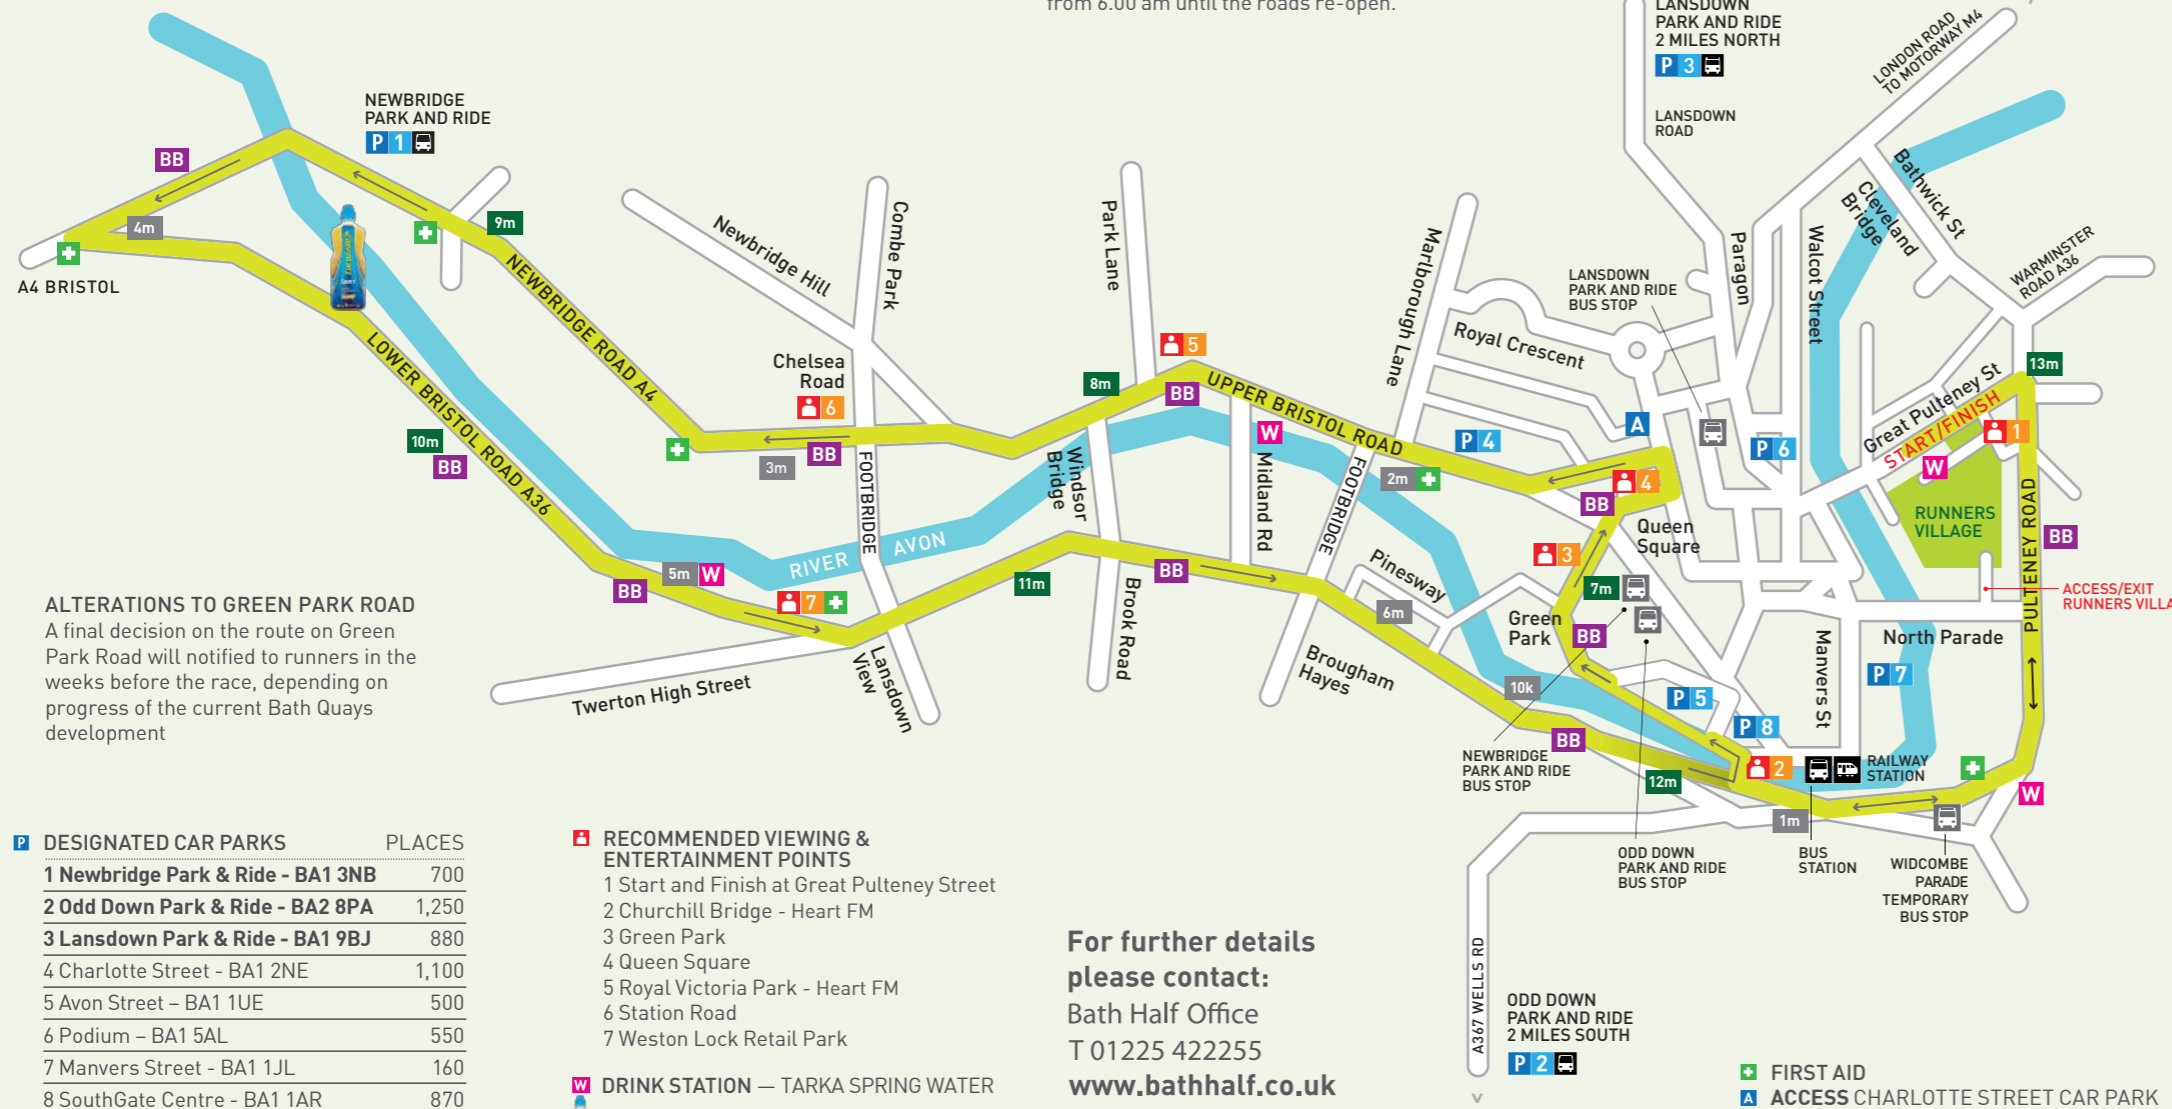 from 6.00 am until the roads re-open.
LANSDOWN
PARK AND RIDE
2 MILES NORTH
P 3
LANSDOWN
ROAD
LONDON ROAD
TO MOTORWAY M4
NEWBRIDGE
PARK AND RIDE
P 1
BB
4m
A4 BRISTOL
9m
NEWBRIDGE ROAD A4
Newbridge Hill
Combe Park
Park Lane
Marlborough Lane
Chelsea
Road
6
BB
3m
8m
5
BB
UPPER BRISTOL ROAD
W
Midland Rd
Windsor
Bridge
FOOTBRIDGE
FOOTBRIDGE
2m
P 4
Royal Crescent
LANSDOWN
PARK AND RIDE
BUS STOP
Paragon
Walcot Street
Cleveland
Bridge
Bathwick St
WARMINSTER
ROAD A36
13m
Great Pulteney St
START/FINISH
1
W
RUNNERS
VILLAGE
BB
PULTENEY ROAD
ACCESS/EXIT
RUNNERS VILLA
A
P 6
4
BB
Queen
Square
3
7m
Green
Park
BB
LOWER BRISTOL ROAD A36
10m
BB
RIVER AVON
5m
W
BB
7
11m
BB
Twerton High Street
Lansdown
View
Brook Road
Pinesway
6m
Brougham
Hayes
10k
BB
12m
P 5
P 8
2
Manvers St
North Parade
P 7
RAILWAY
STATION
W
1m
NEWBRIDGE
PARK AND RIDE
BUS STOP
ODD DOWN
PARK AND RIDE
BUS STOP
BUS
STATION
WIDCOMBE
PARADE
TEMPORARY
BUS STOP
A367 WELLS RD
ODD DOWN
PARK AND RIDE
2 MILES SOUTH
P 2
ALTERATIONS TO GREEN PARK ROAD
A final decision on the route on Green
Park Road will notified to runners in the
weeks before the race, depending on
progress of the current Bath Quays
development
P DESIGNATED CAR PARKS PLACES
1 Newbridge Park & Ride - BA1 3NB 700
2 Odd Down Park & Ride - BA2 8PA 1,250
3 Lansdown Park & Ride - BA1 9BJ 880
4 Charlotte Street - BA1 2NE 1,100
5 Avon Street – BA1 1UE 500
6 Podium – BA1 5AL 550
7 Manvers Street - BA1 1JL 160
8 SouthGate Centre - BA1 1AR 870
RECOMMENDED VIEWING &
ENTERTAINMENT POINTS
1 Start and Finish at Great Pulteney Street
2 Churchill Bridge - Heart FM
3 Green Park
4 Queen Square
5 Royal Victoria Park - Heart FM
6 Station Road
7 Weston Lock Retail Park
W DRINK STATION — TARKA SPRING WATER
For further details
please contact:
Bath Half Office
T 01225 422255
www.bathhalf.co.uk
FIRST AID
A ACCESS CHARLOTTE STREET CAR PARK